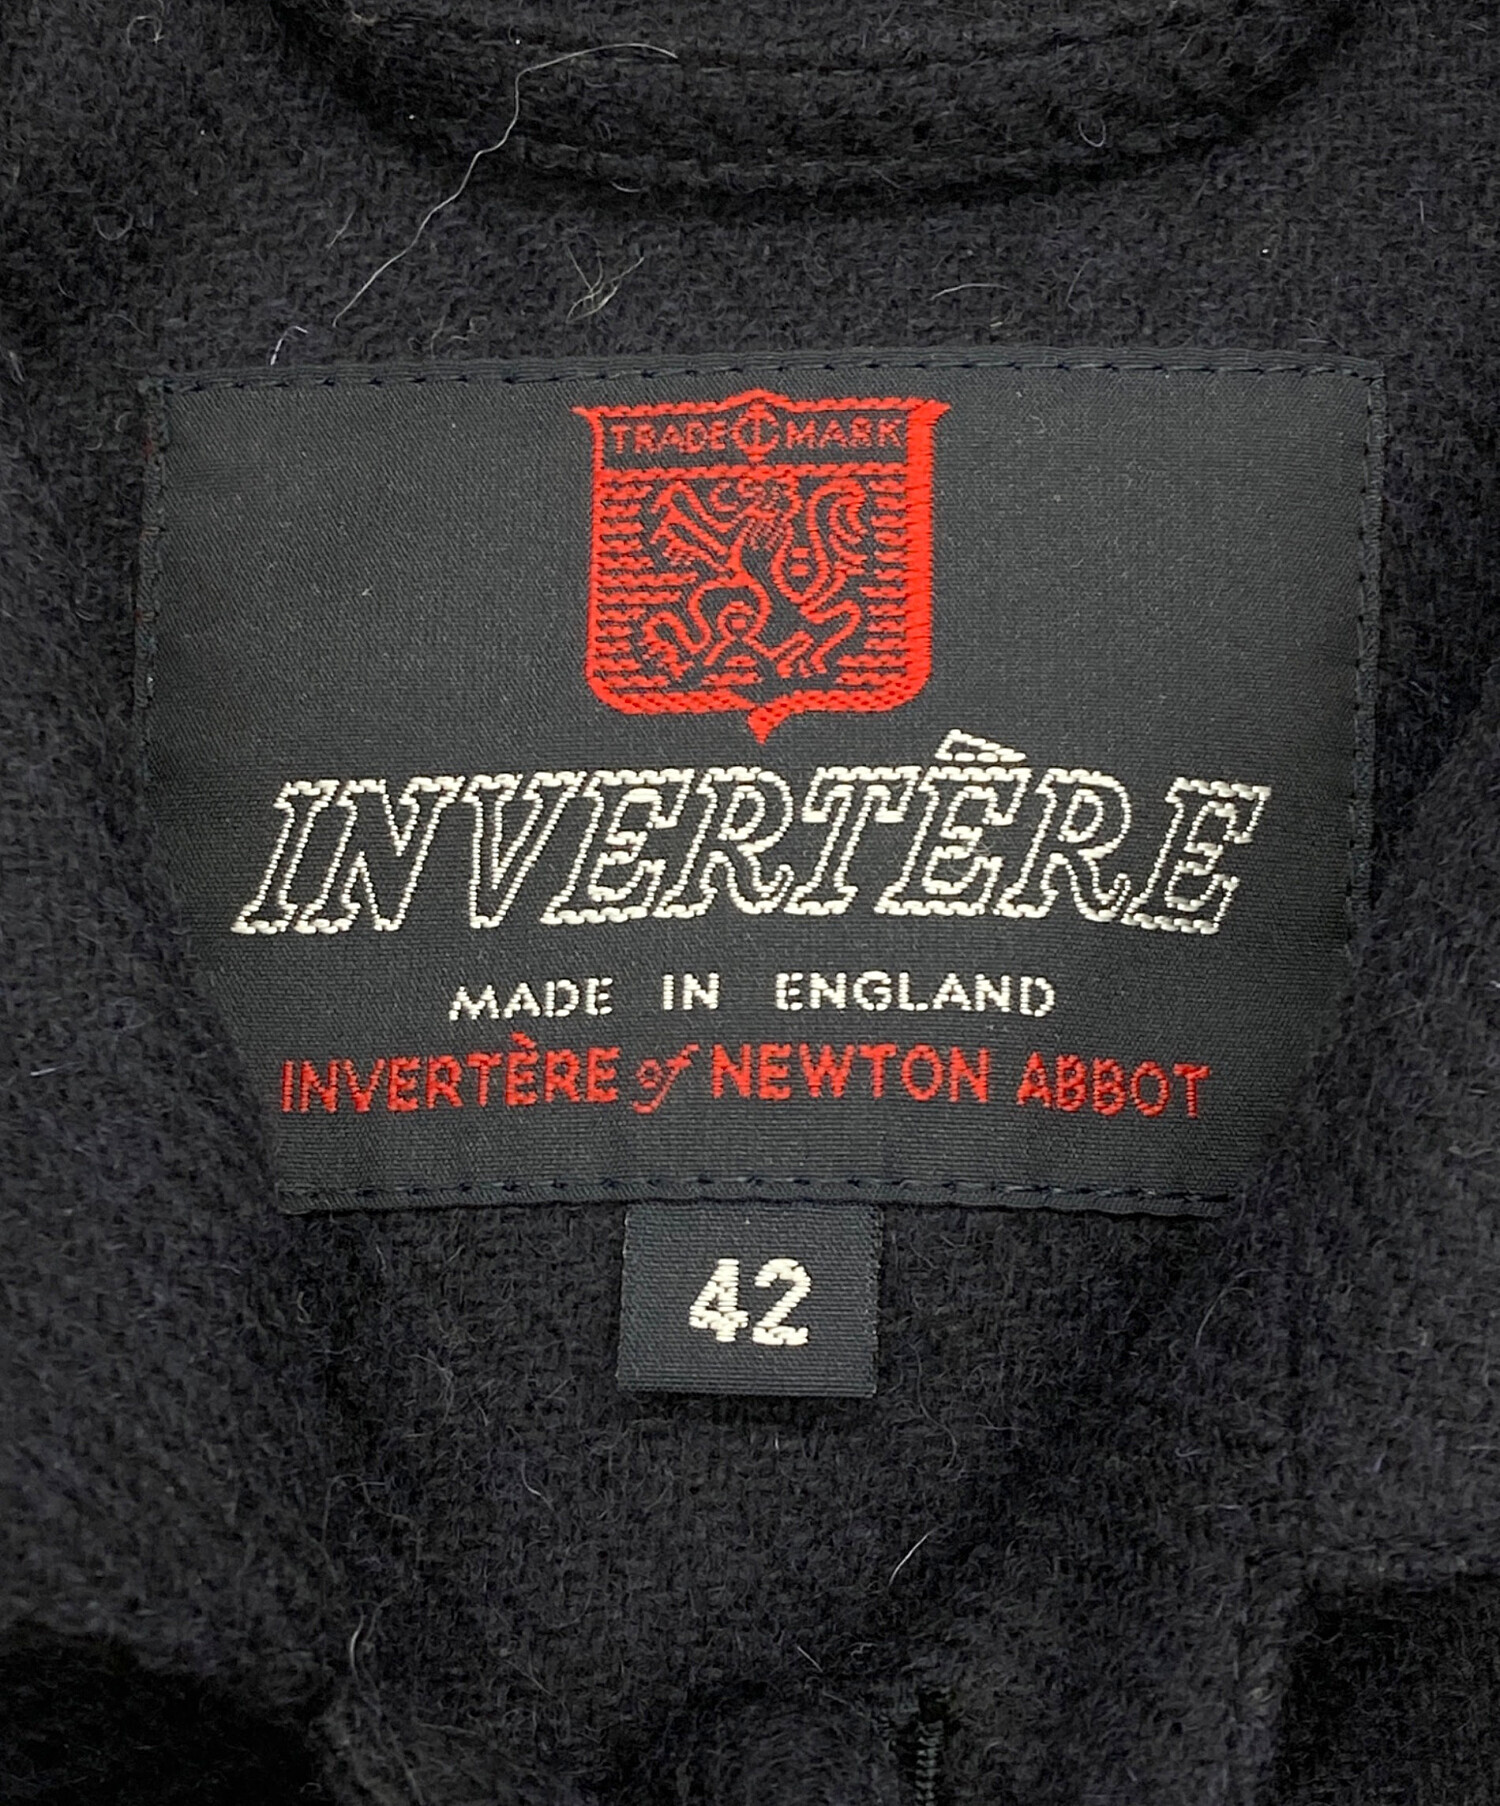 TRADE MARK
INVERTÈRE
MADE IN ENGLAND
INVERTÈRE of NEWTON ABBOT
42